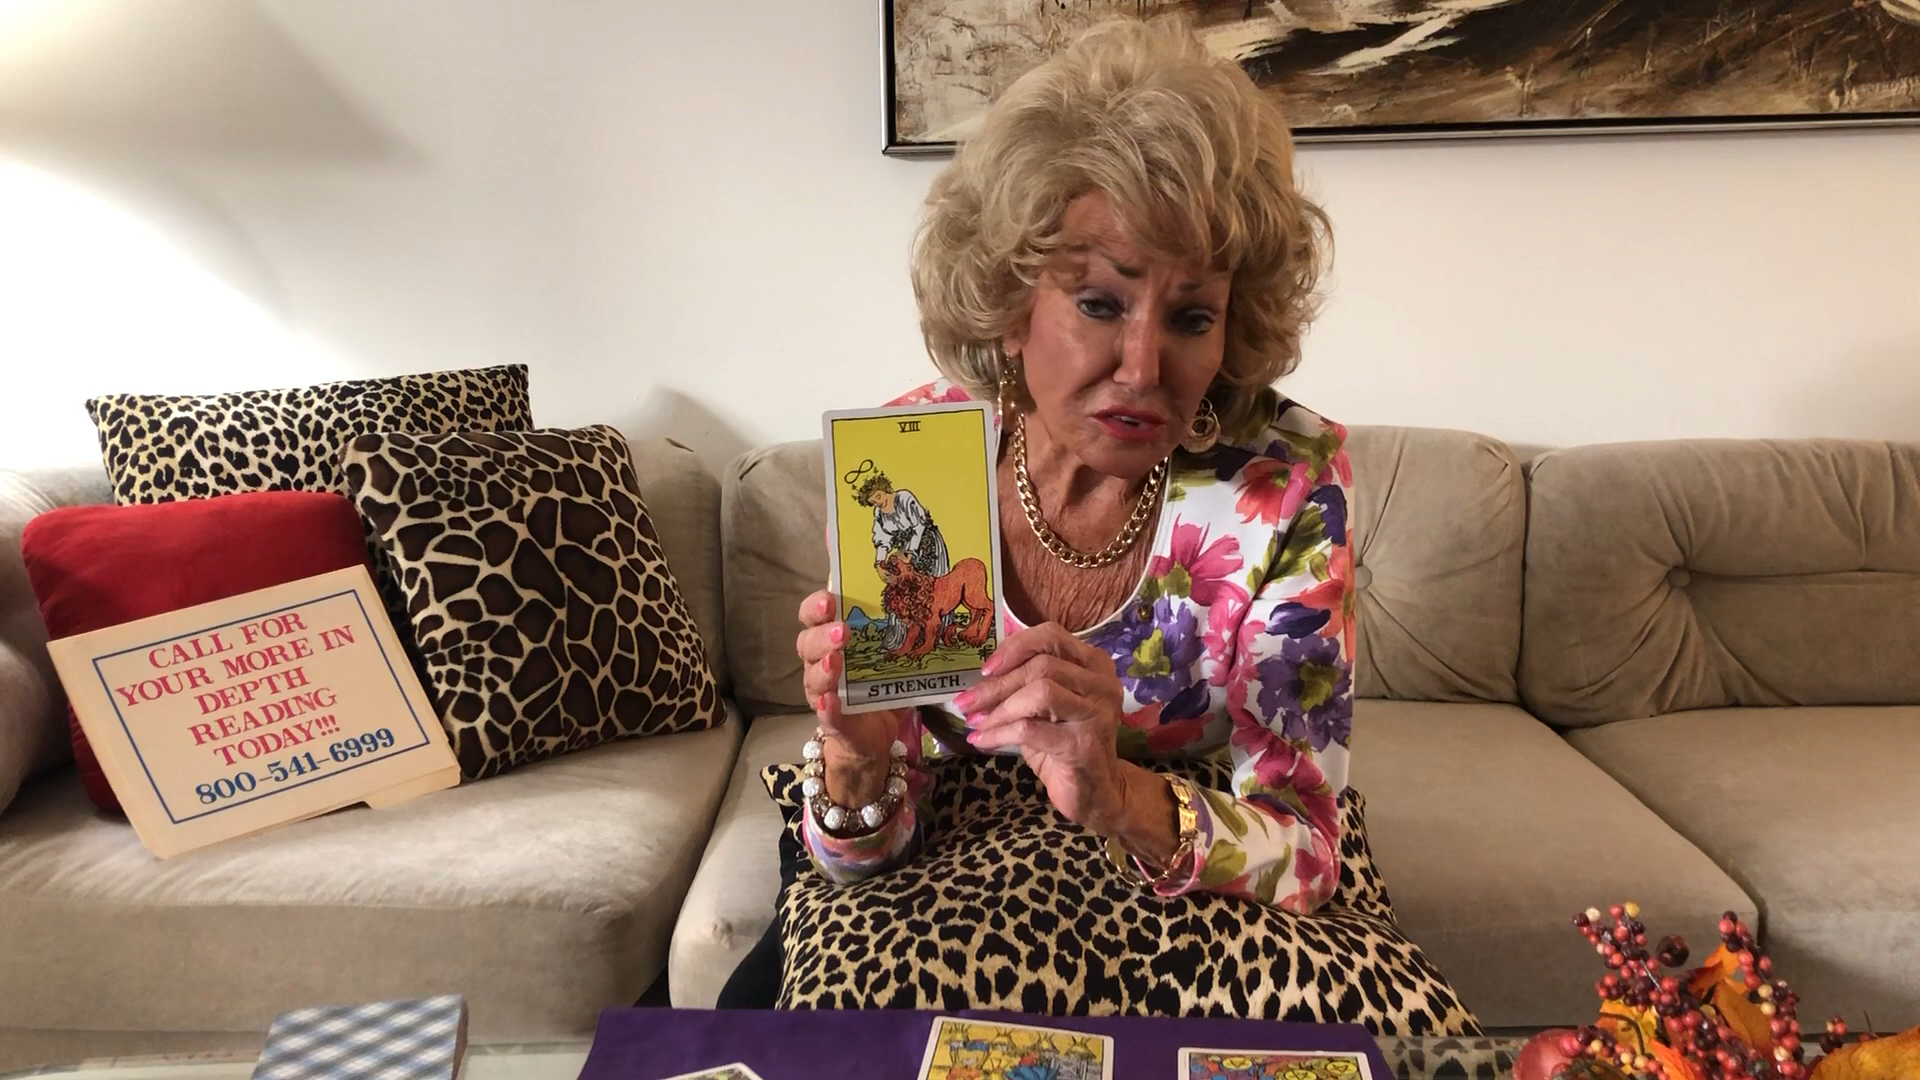 CALL FOR
YOUR MORE IN
DEPTH
READING
TODAY!!!
800-541-6999
VIII
STRENGTH.